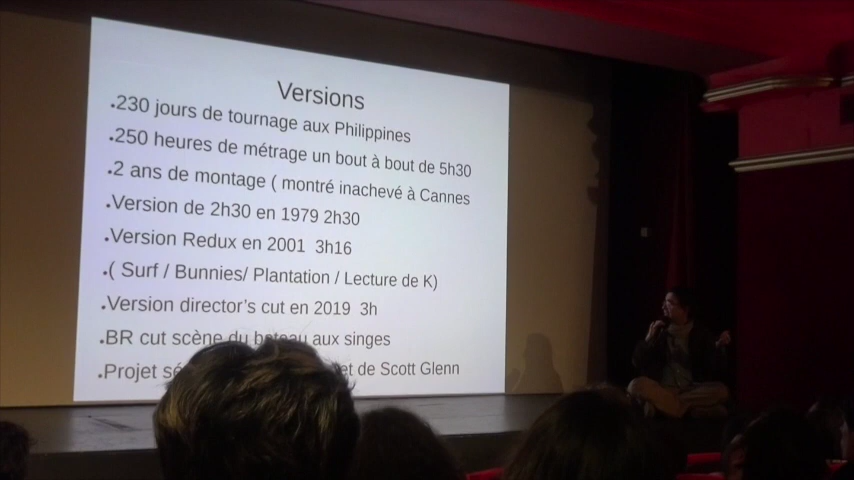 Versions
.230 jours de tournage aux Philippines
.250 heures de métrage un bout à bout de 5h30
.2 ans de montage ( montré inachevé à Cannes
.Version de 2h30 en 1979 2h30
.Version Redux en 2001 3h16
.( Surf / Bunnies/ Plantation / Lecture de K)
.Version director's cut en 2019 3h
.BR cut scène du bateau aux singes
.Projet et de Scott Glenn